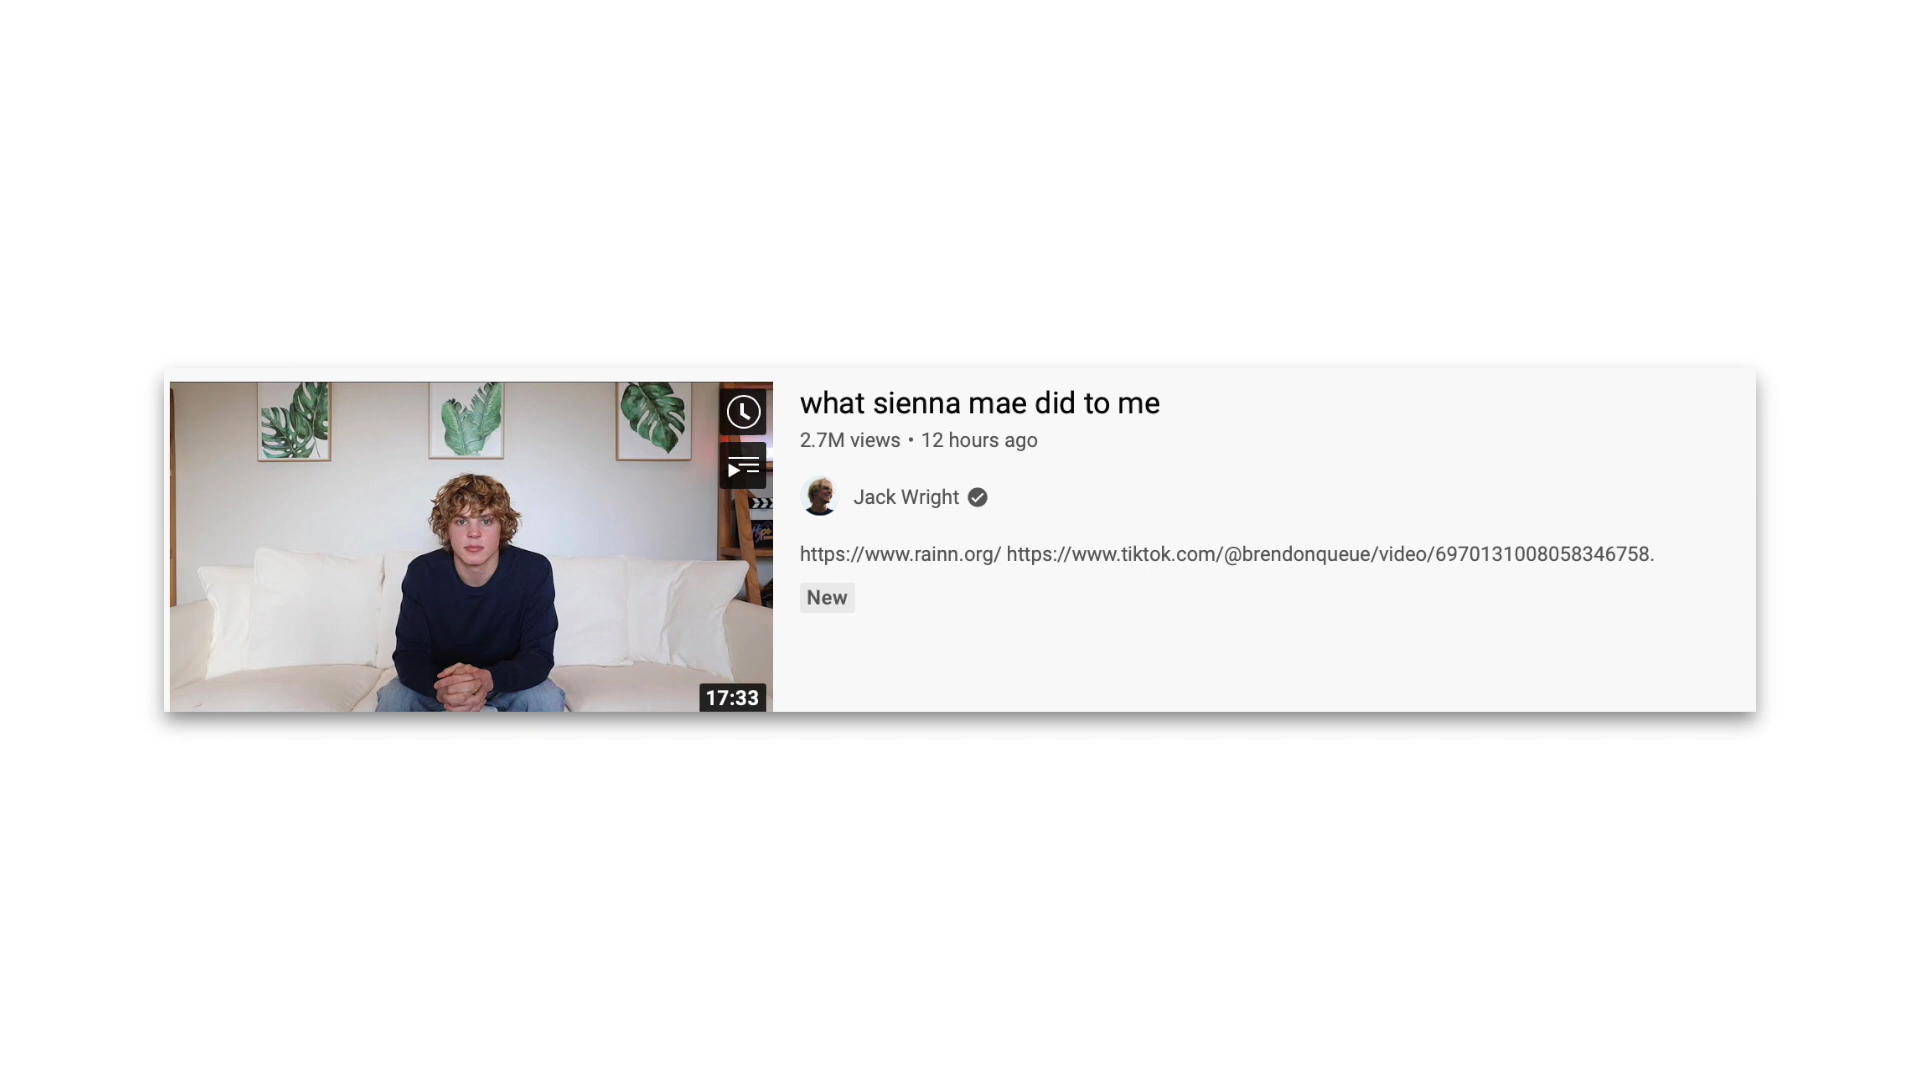 what sienna mae did to me
2.7M views • 12 hours ago
Jack Wright
https://www.rainn.org/ https://www.tiktok.com/@brendonqueue/video/6970131008058346758.
New
17:33